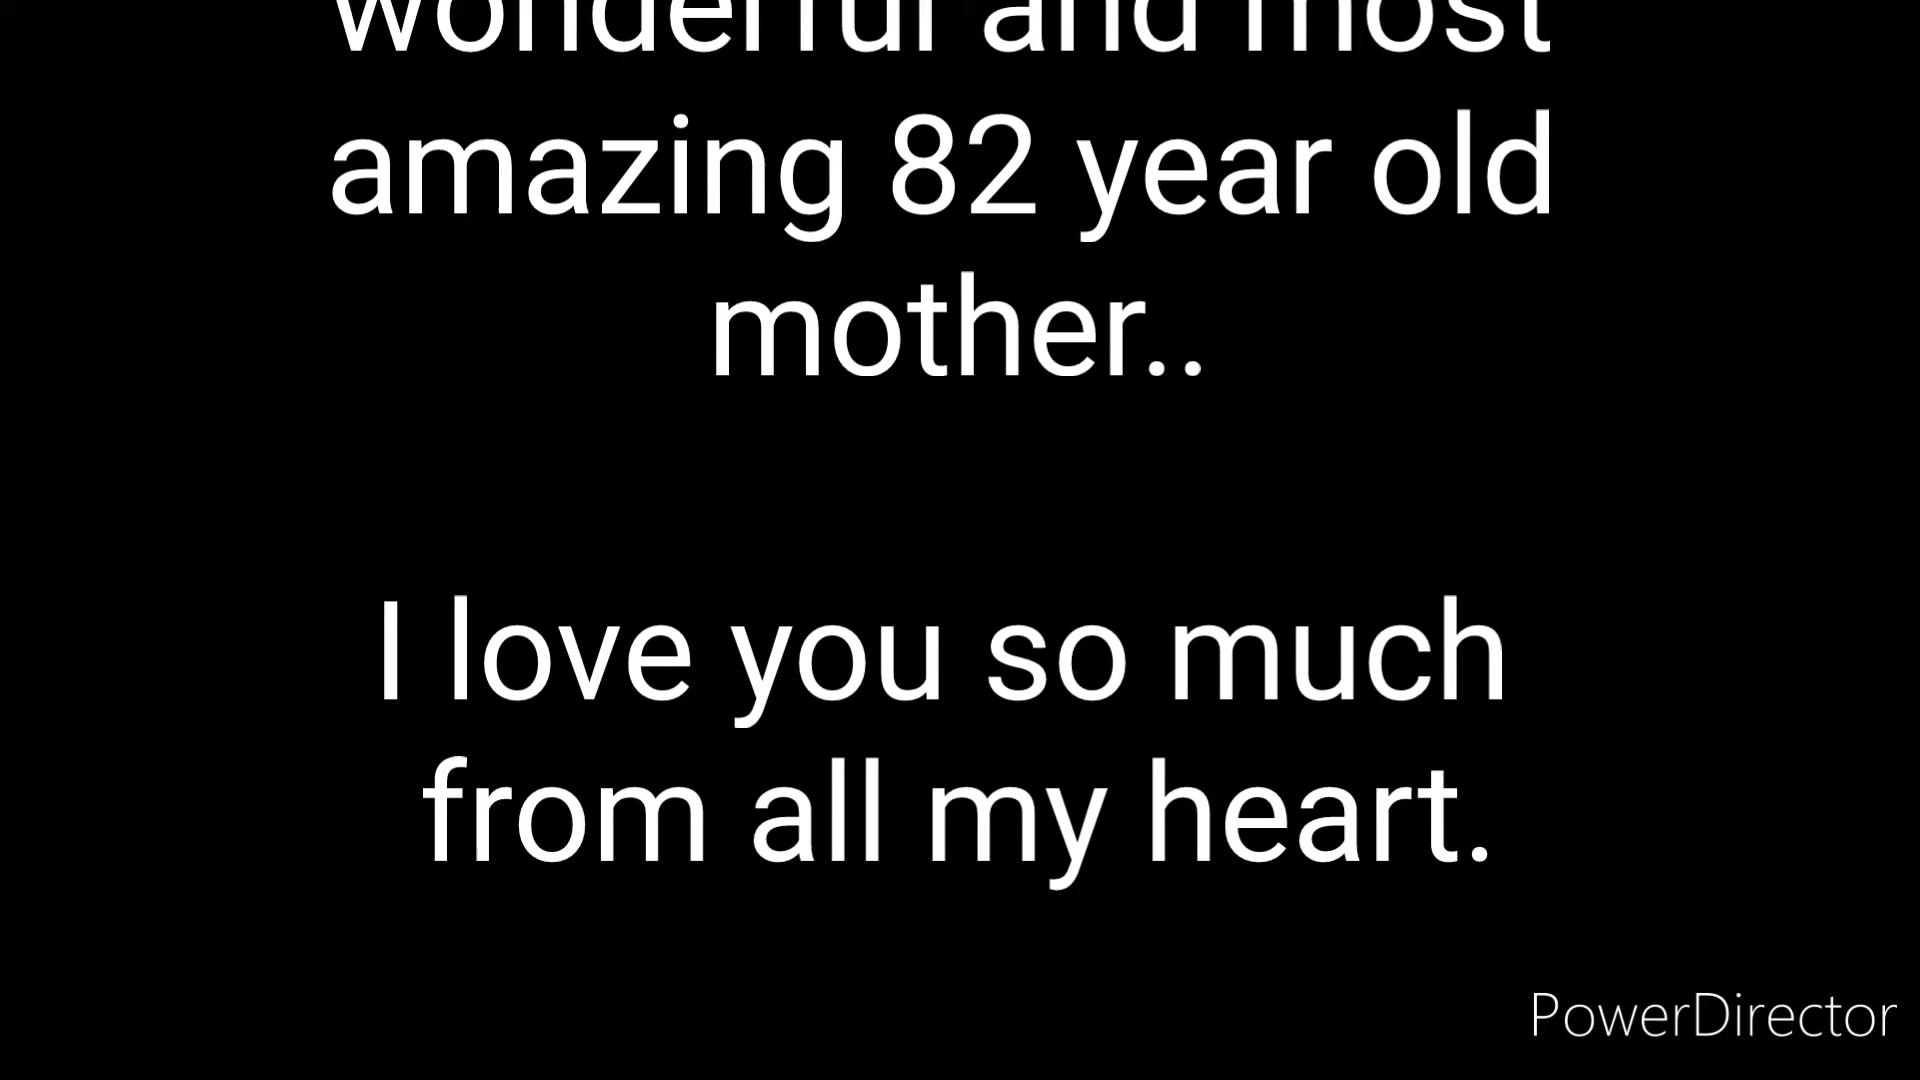 wonderful and most
amazing 82 year old
mother..
I love you so much
from all my heart.
PowerDirector